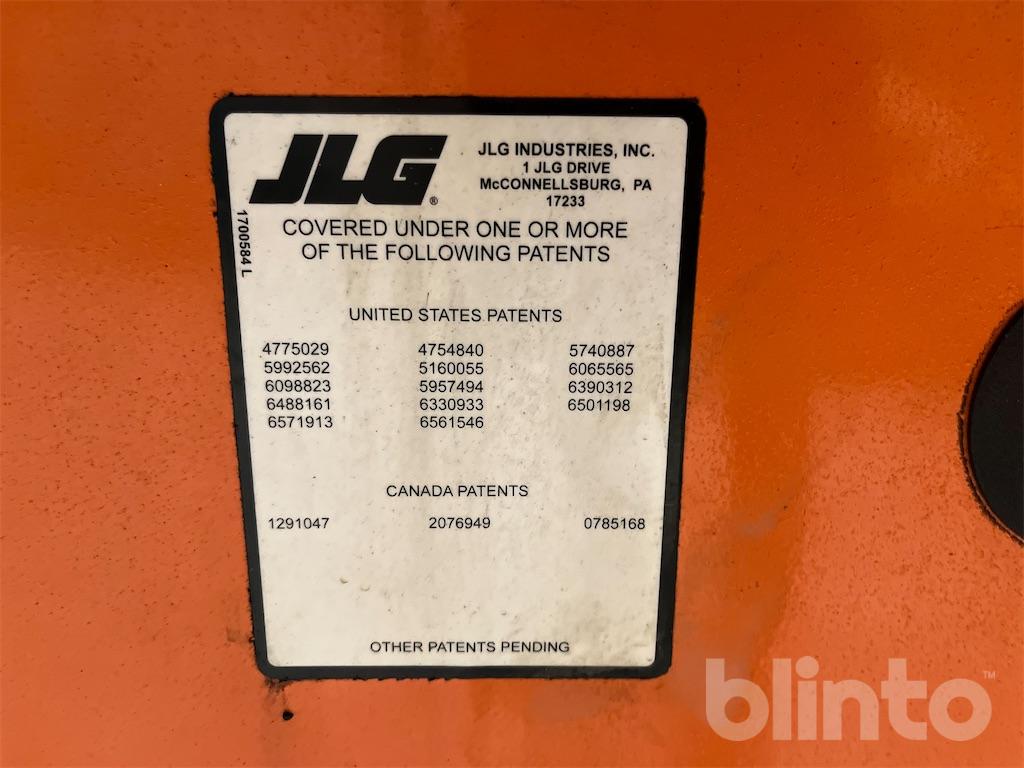 JLG®
JLG INDUSTRIES, INC.
1 JLG DRIVE
McCONNELLSBURG, PA
17233
1700584 L
COVERED UNDER ONE OR MORE
OF THE FOLLOWING PATENTS
UNITED STATES PATENTS
4775029 4754840 5740887
5992562 5160055 6065565
6098823 5957494 6390312
6488161 6330933 6501198
6571913 6561546
CANADA PATENTS
1291047 2076949 0785168
OTHER PATENTS PENDING
blinto™